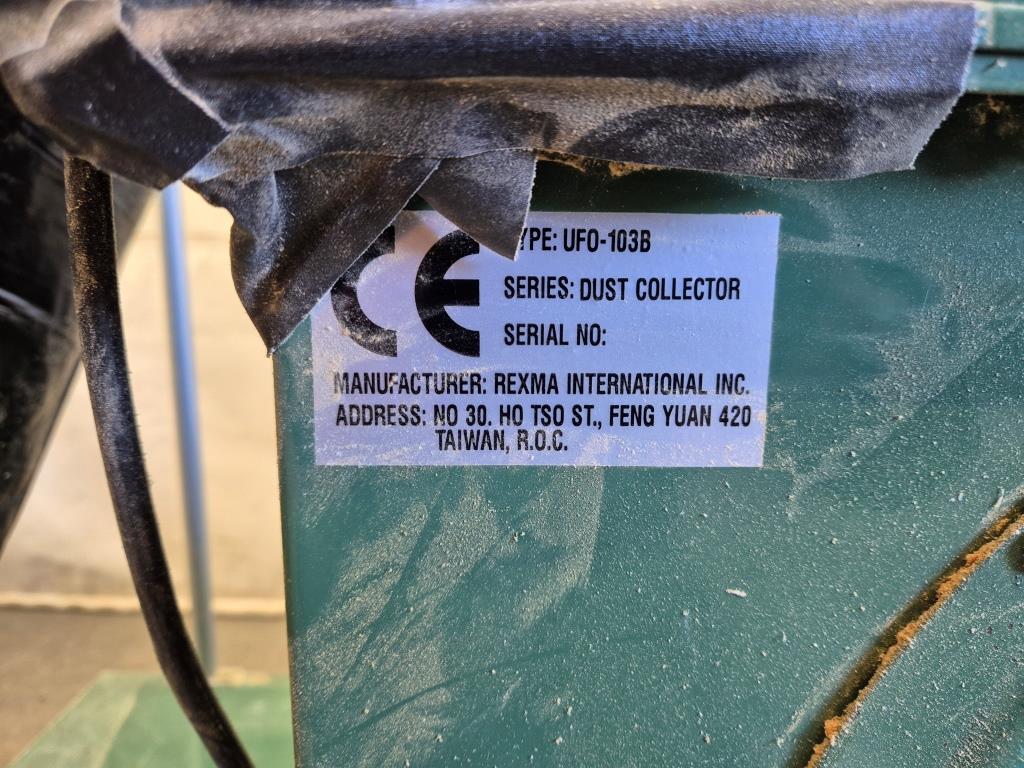 CE
TYPE: UFO-103B
SERIES: DUST COLLECTOR
SERIAL NO:
MANUFACTURER: REXMA INTERNATIONAL INC.
ADDRESS: NO 30. HO TSO ST., FENG YUAN 420
TAIWAN, R.O.C.